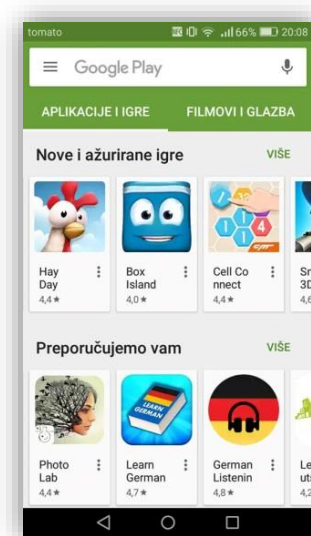 tomato 66% 20:08
Google Play
APLIKACIJE I IGRE FILMOVI I GLAZBA
Nove i ažurirane igre VIŠE
Hay Box Cell Co Sn
Day Island nnect 3D
4,4★ 4,0★ 4,4★ 4,6
Preporučujemo vam VIŠE
LEARN
GERMAN
Photo Learn German Le
Lab German Listenin uts
4,4★ 4,7★ 4,8★ 4,2